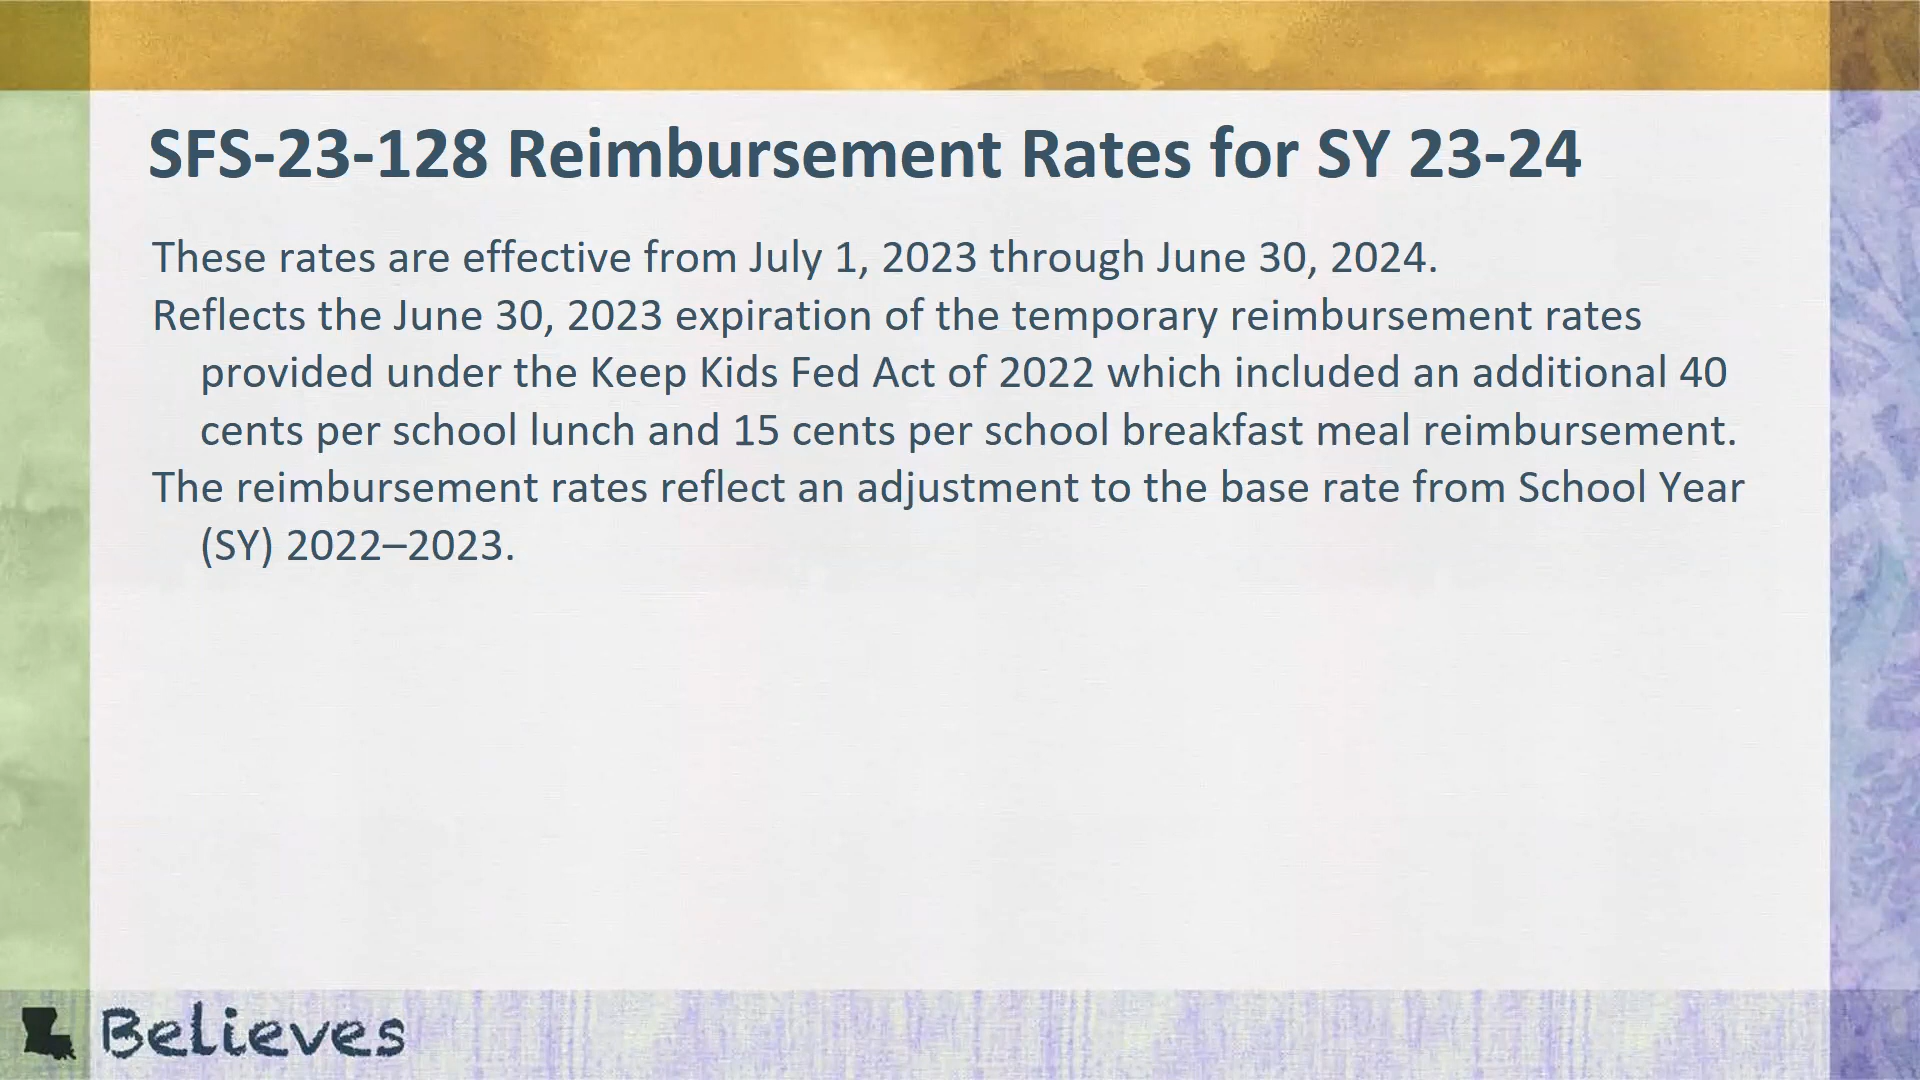 SFS-23-128 Reimbursement Rates for SY 23-24
These rates are effective from July 1, 2023 through June 30, 2024.
Reflects the June 30, 2023 expiration of the temporary reimbursement rates
provided under the Keep Kids Fed Act of 2022 which included an additional 40
cents per school lunch and 15 cents per school breakfast meal reimbursement.
The reimbursement rates reflect an adjustment to the base rate from School Year
(SY) 2022–2023.
Believes